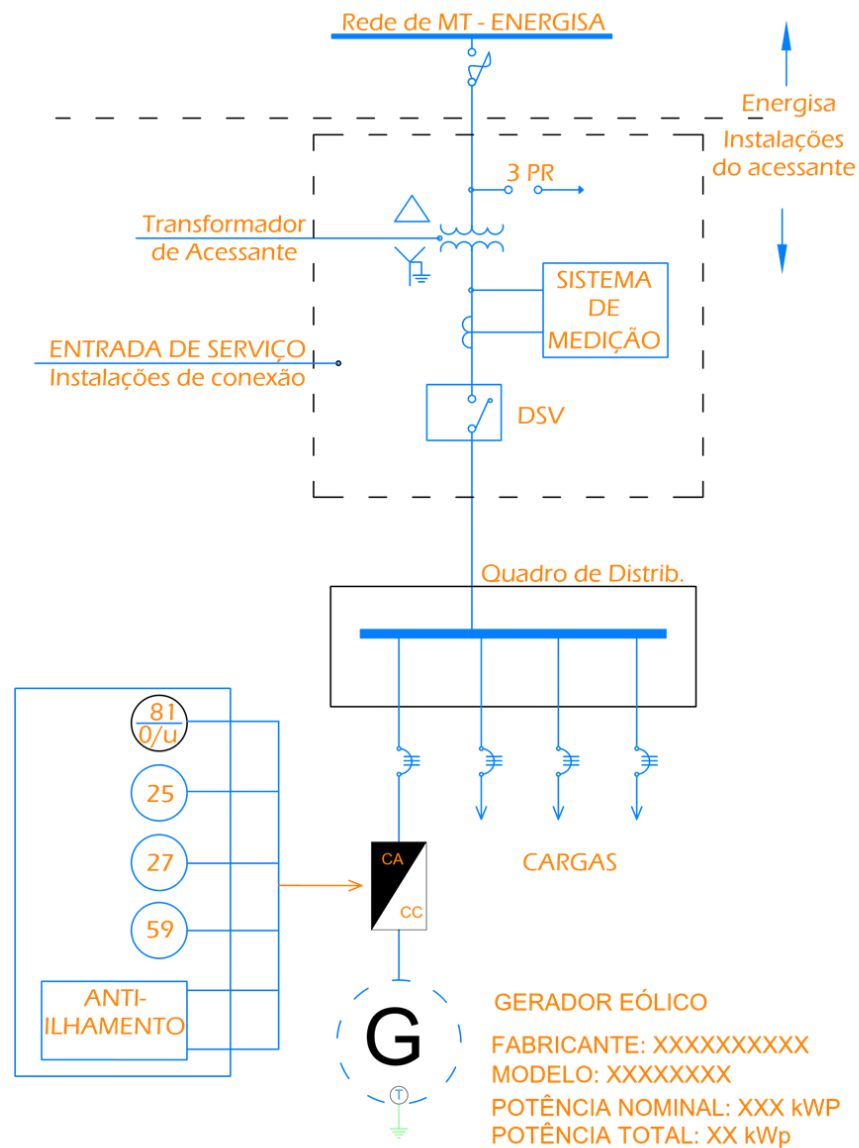 Rede de MT - ENERGISA
Energisa
Instalações
do acessante
3 PR
Transformador
de Acessante
SISTEMA
DE
MEDIÇÃO
ENTRADA DE SERVIÇO
Instalações de conexão
DSV
Quadro de Distrib.
81
0/u
25
27
59
ANTI-
ILHAMENTO
CA
CC
CARGAS
G
T
GERADOR EÓLICO
FABRICANTE: XXXXXXXXXX
MODELO: XXXXXXXX
POTÊNCIA NOMINAL: XXX kWP
POTÊNCIA TOTAL: XX kWp